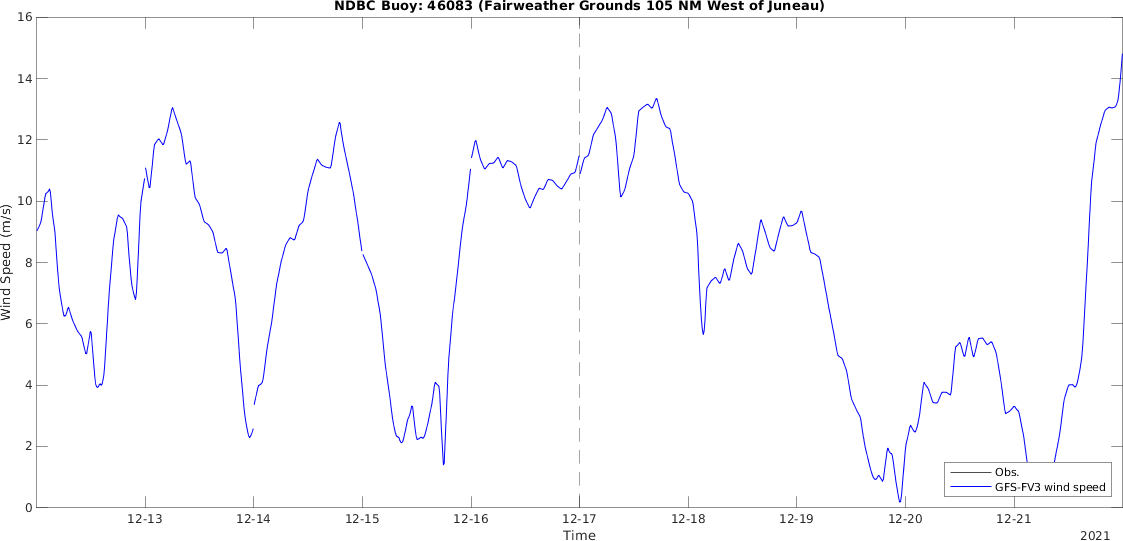 NDBC Buoy: 46083 (Fairweather Grounds 105 NM West of Juneau)
16
14
12
10
8
6
4
2
0
Wind Speed (m/s)
Obs.
GFS-FV3 wind speed
12-13 12-14 12-15 12-16 12-17 12-18 12-19 12-20 12-21
Time
2021